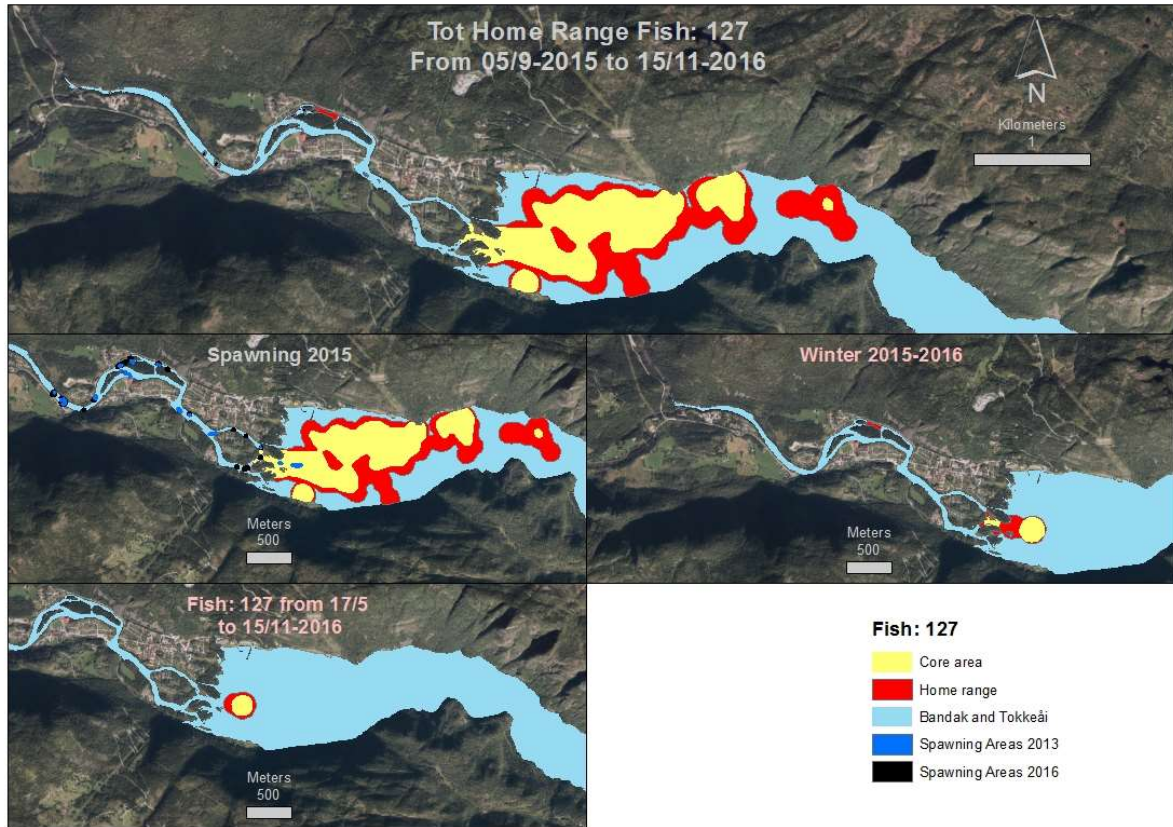 Tot Home Range Fish: 127
From 05/9-2015 to 15/11-2016
N
Kilometers
1
Spawning 2015
Meters
500
Winter 2015-2016
Meters
500
Fish: 127 from 17/5
to 15/11-2016
Meters
500
Fish: 127
Core area
Home range
Bandak and Tokkeåi
Spawning Areas 2013
Spawning Areas 2016